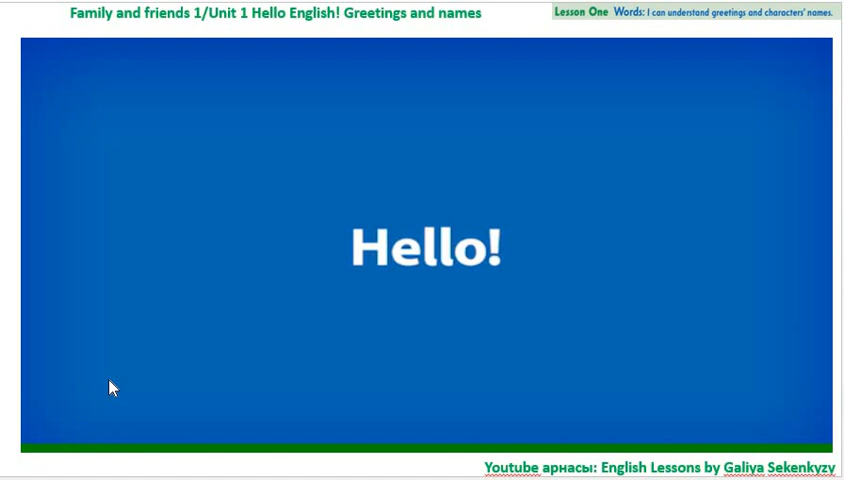 Family and friends 1/Unit 1 Hello English! Greetings and names
Lesson One Words: I can understand greetings and characters' names.
Hello!
Youtube арнасы: English Lessons by Galiya Sekenkyzy